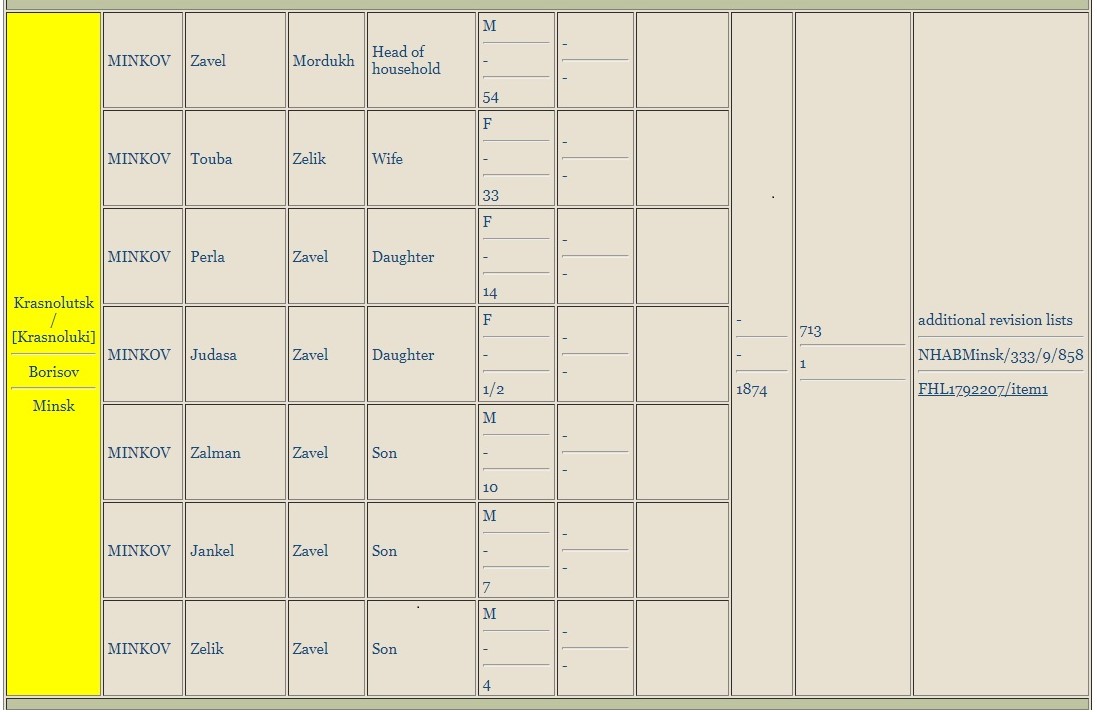 Krasnolutsk
/
[Krasnoluki]
Borisov
Minsk
MINKOV Zavel Mordukh Head of household M - 54 - -
MINKOV Touba Zelik Wife F - 33 - -
MINKOV Perla Zavel Daughter F - 14 - -
MINKOV Judasa Zavel Daughter F - 1/2 - -
MINKOV Zalman Zavel Son M - 10 - -
MINKOV Jankel Zavel Son M - 7 - -
MINKOV Zelik Zavel Son M - 4 - -
-
-
1874
713
1
additional revision lists
NHABMinsk/333/9/858
FHL1792207/item1